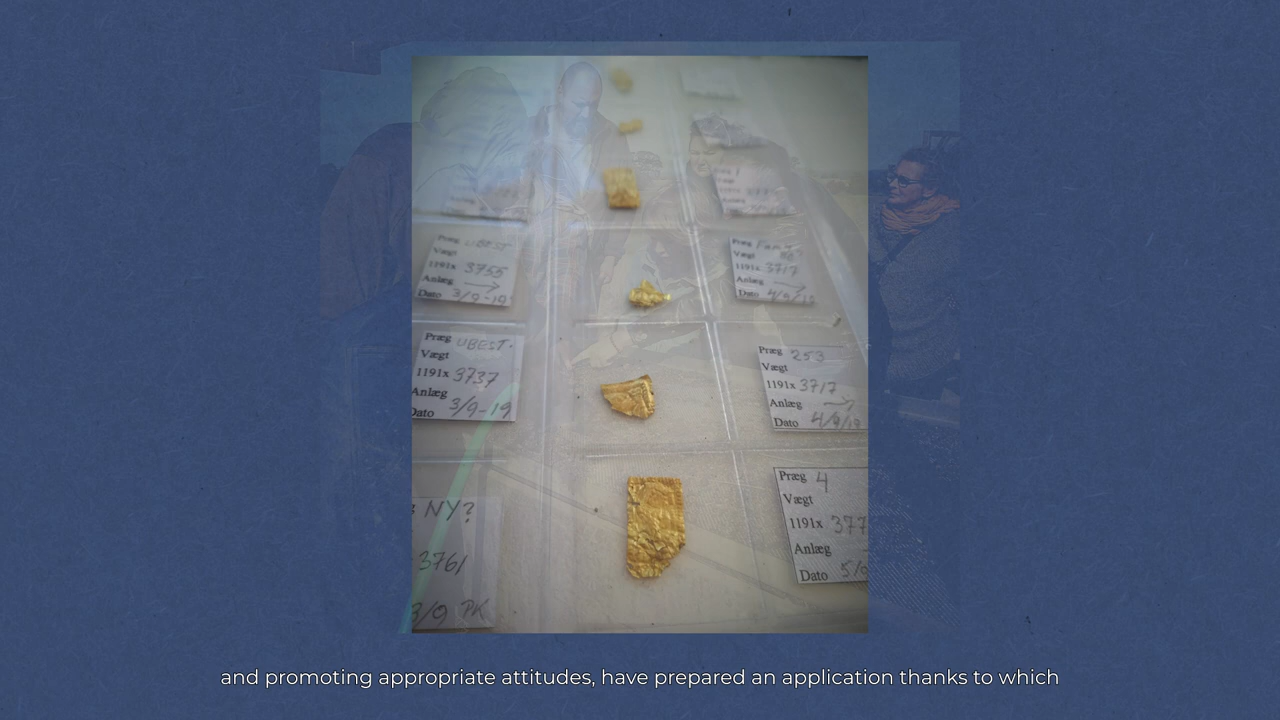 Præg UBEST
Vægt
1191x 3755
Anlæg
Dato 3/9-19
Præg
Vægt
1191x 3717
Anlæg
Dato 4/9/19
Præg UBEST.
Vægt
1191x 3737
Anlæg
Dato 3/9-19
Præg 253
Vægt
1191x 3717
Anlæg
Dato 4/9/19
NY?
3761
3/9 PK
Præg 4
Vægt
1191x 377
Anlæg
Dato 5/
and promoting appropriate attitudes, have prepared an application thanks to which